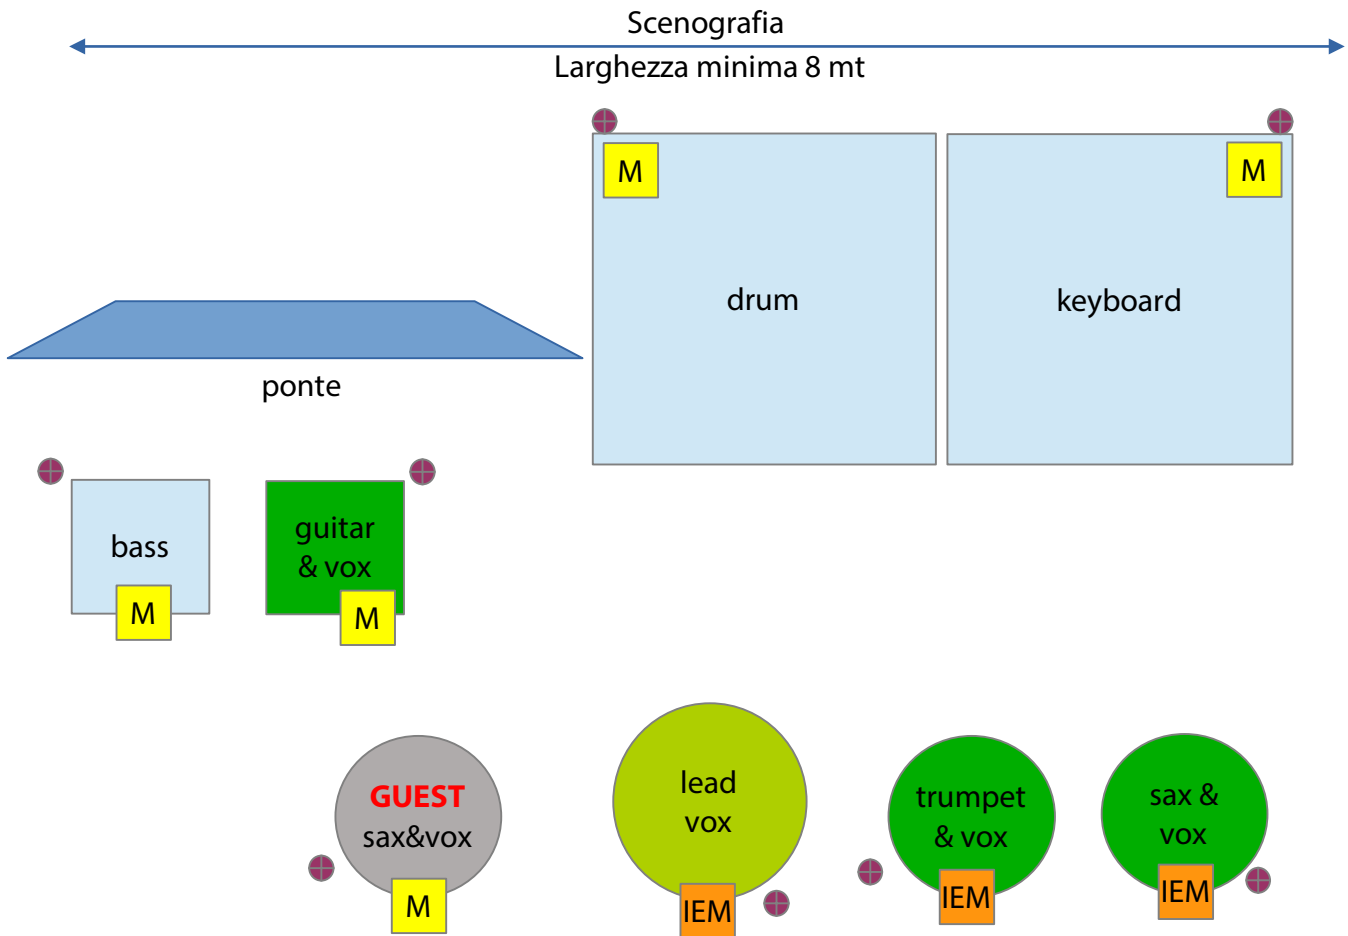 Scenografia
Larghezza minima 8 mt
M
M
drum
keyboard
ponte
bass
guitar
& vox
M
M
GUEST
sax&vox
lead
vox
trumpet
& vox
sax &
vox
M
IEM
IEM
IEM